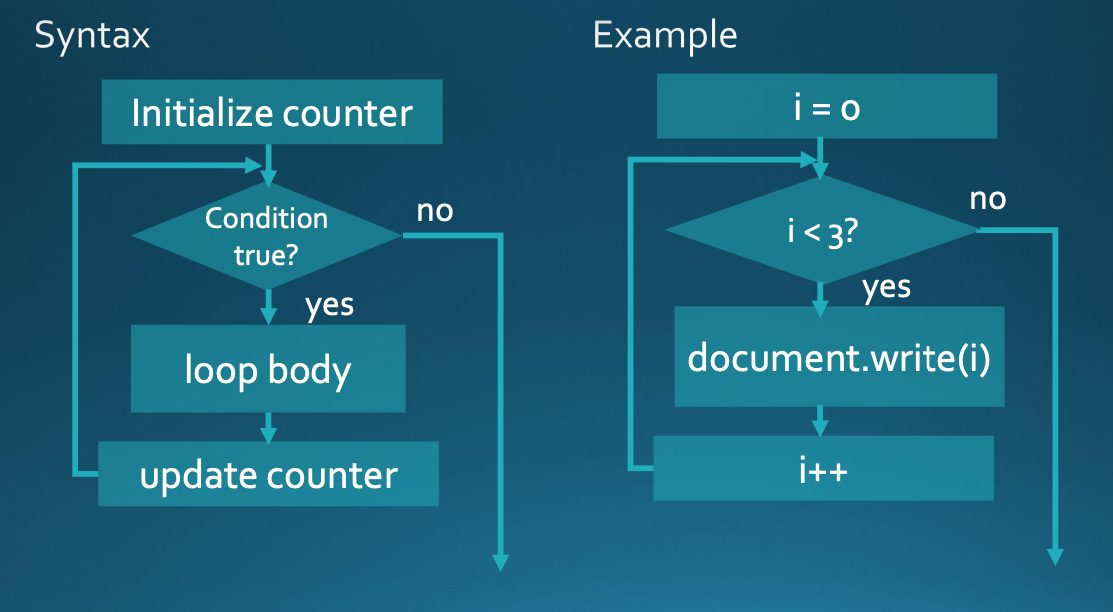 Syntax
Initialize counter
Condition
true?
no
yes
loop body
update counter
Example
i = 0
i < 3?
no
yes
document.write(i)
i++